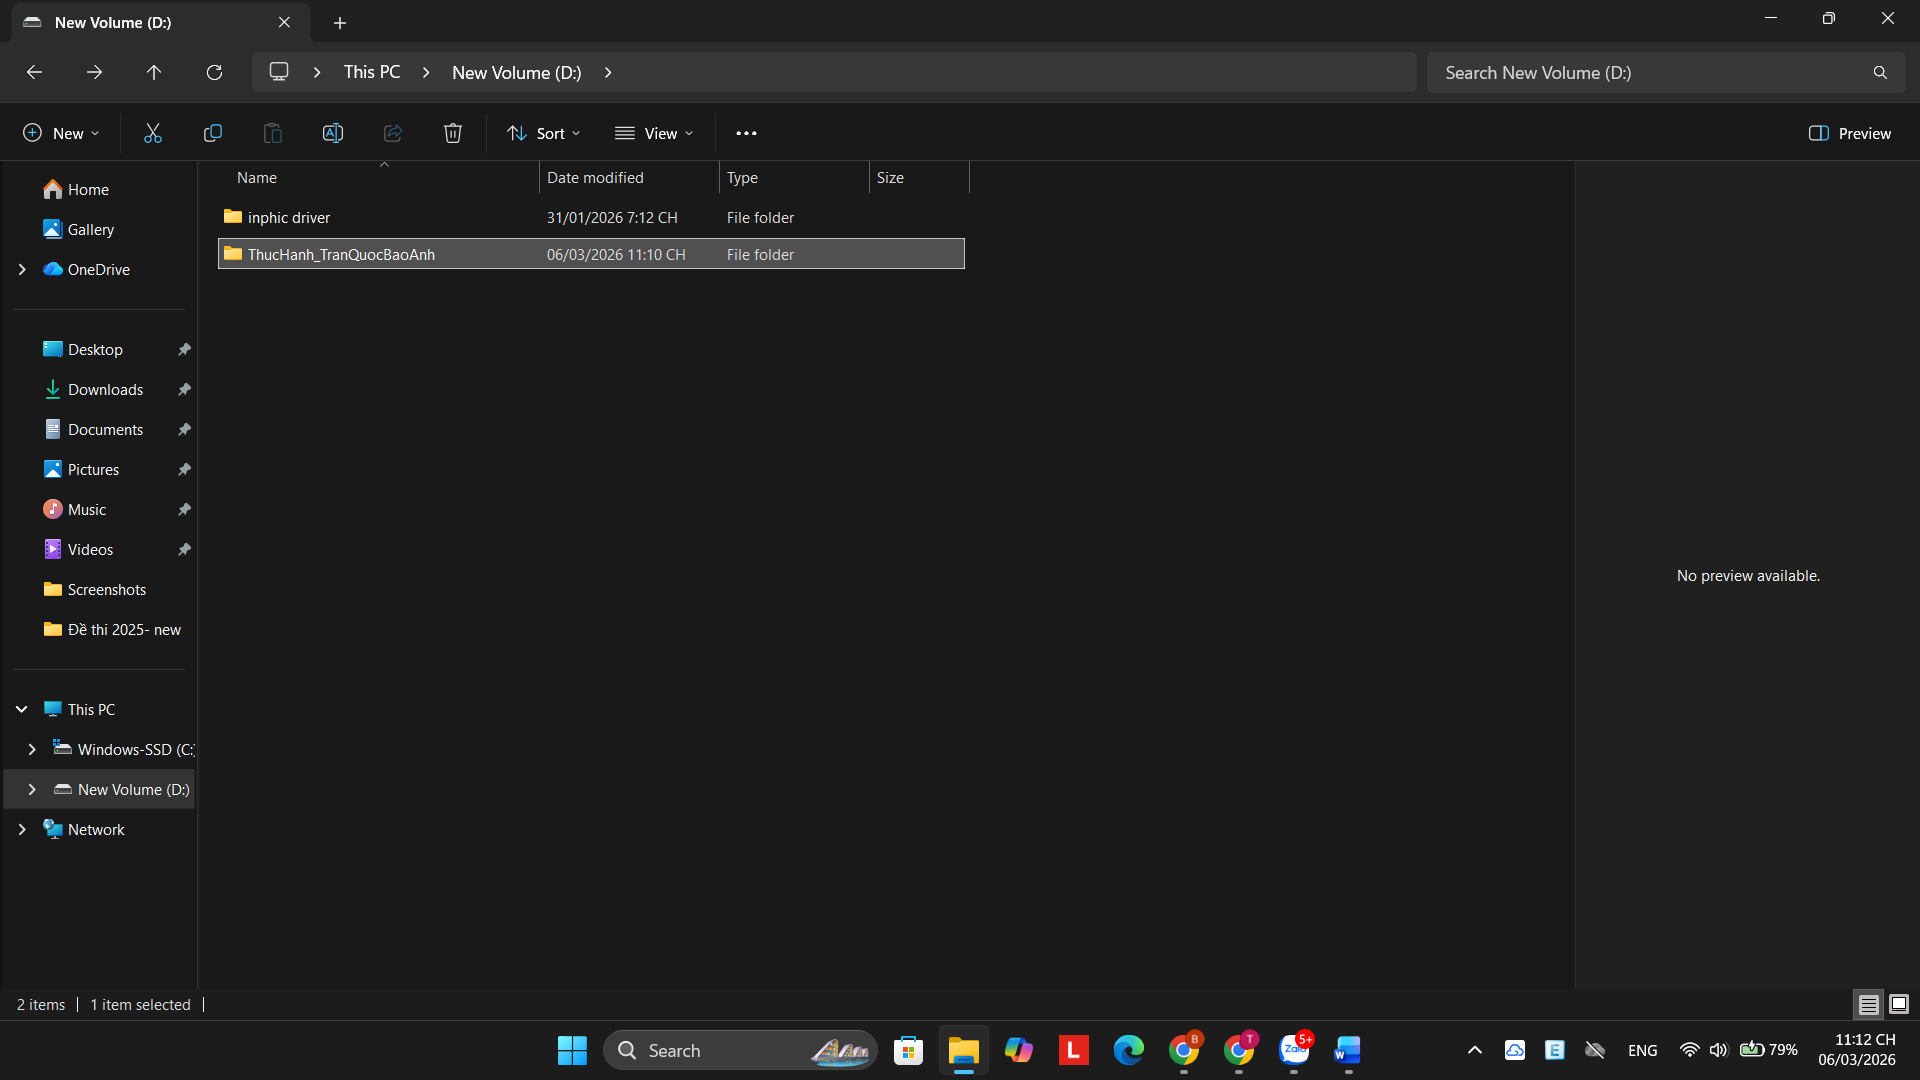 New Volume (D:)
This PC
New Volume (D:)
Search New Volume (D:)
New
Sort
View
Preview
Name
Date modified
Type
Size
inphic driver
31/01/2026 7:12 CH
File folder
ThucHanh_TranQuocBaoAnh
06/03/2026 11:10 CH
File folder
Home
Gallery
OneDrive
Desktop
Downloads
Documents
Pictures
Music
Videos
Screenshots
Đề thi 2025- new
This PC
Windows-SSD (C:)
New Volume (D:)
Network
No preview available.
2 items
1 item selected
Search
L
B
T
Zalo
5+
W
E
ENG
79%
11:12 CH
06/03/2026